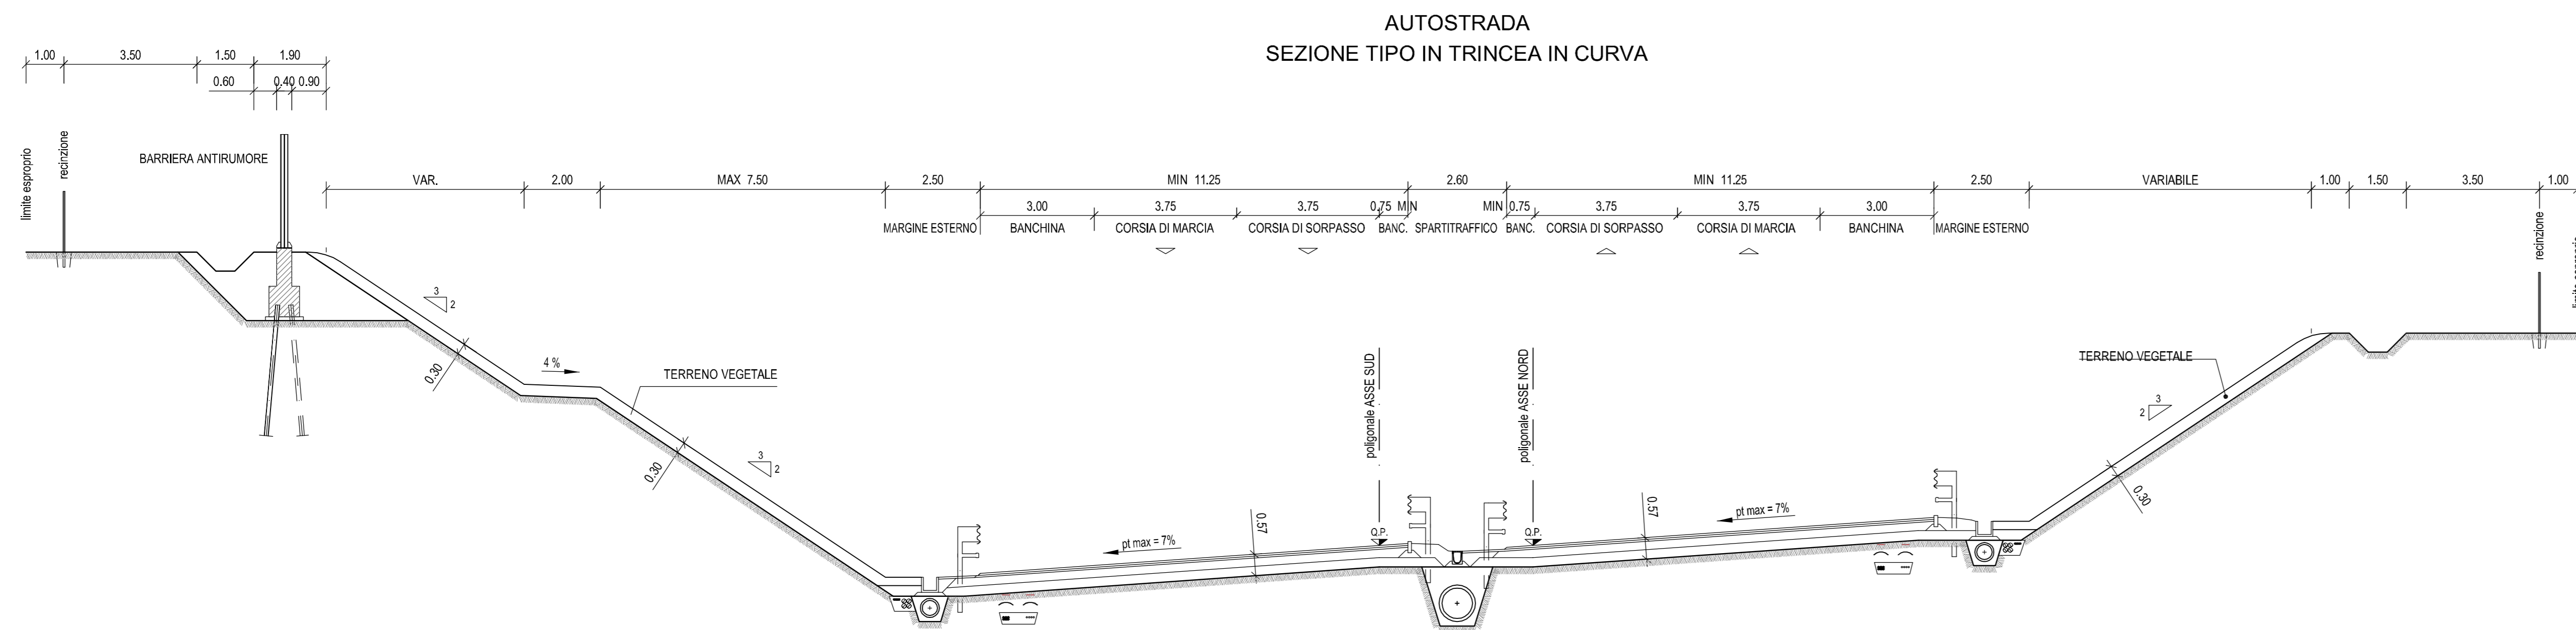 AUTOSTRADA
SEZIONE TIPO IN TRINCEA IN CURVA
1.00 3.50 1.50 1.90
0.60 0.40 0.90
limite esproprio
recinzione
BARRIERA ANTIRUMORE
VAR. 2.00 MAX 7.50 2.50 MIN 11.25 2.60 MIN 11.25 2.50 VARIABILE 1.00 1.50 3.50 1.00
3.00 3.75 3.75 0.75 MIN MIN 0.75 3.75 3.75 3.00
MARGINE ESTERNO BANCHINA CORSIA DI MARCIA CORSIA DI SORPASSO BANC. SPARTITRAFFICO BANC. CORSIA DI SORPASSO CORSIA DI MARCIA BANCHINA MARGINE ESTERNO
recinzione
3
2
0.30
4 %
TERRENO VEGETALE
3
2
0.30
poligonale ASSE SUD
poligonale ASSE NORD
TERRENO VEGETALE
3
2
0.30
Q.P.
Q.P.
0.57
0.57
pt max = 7%
pt max = 7%